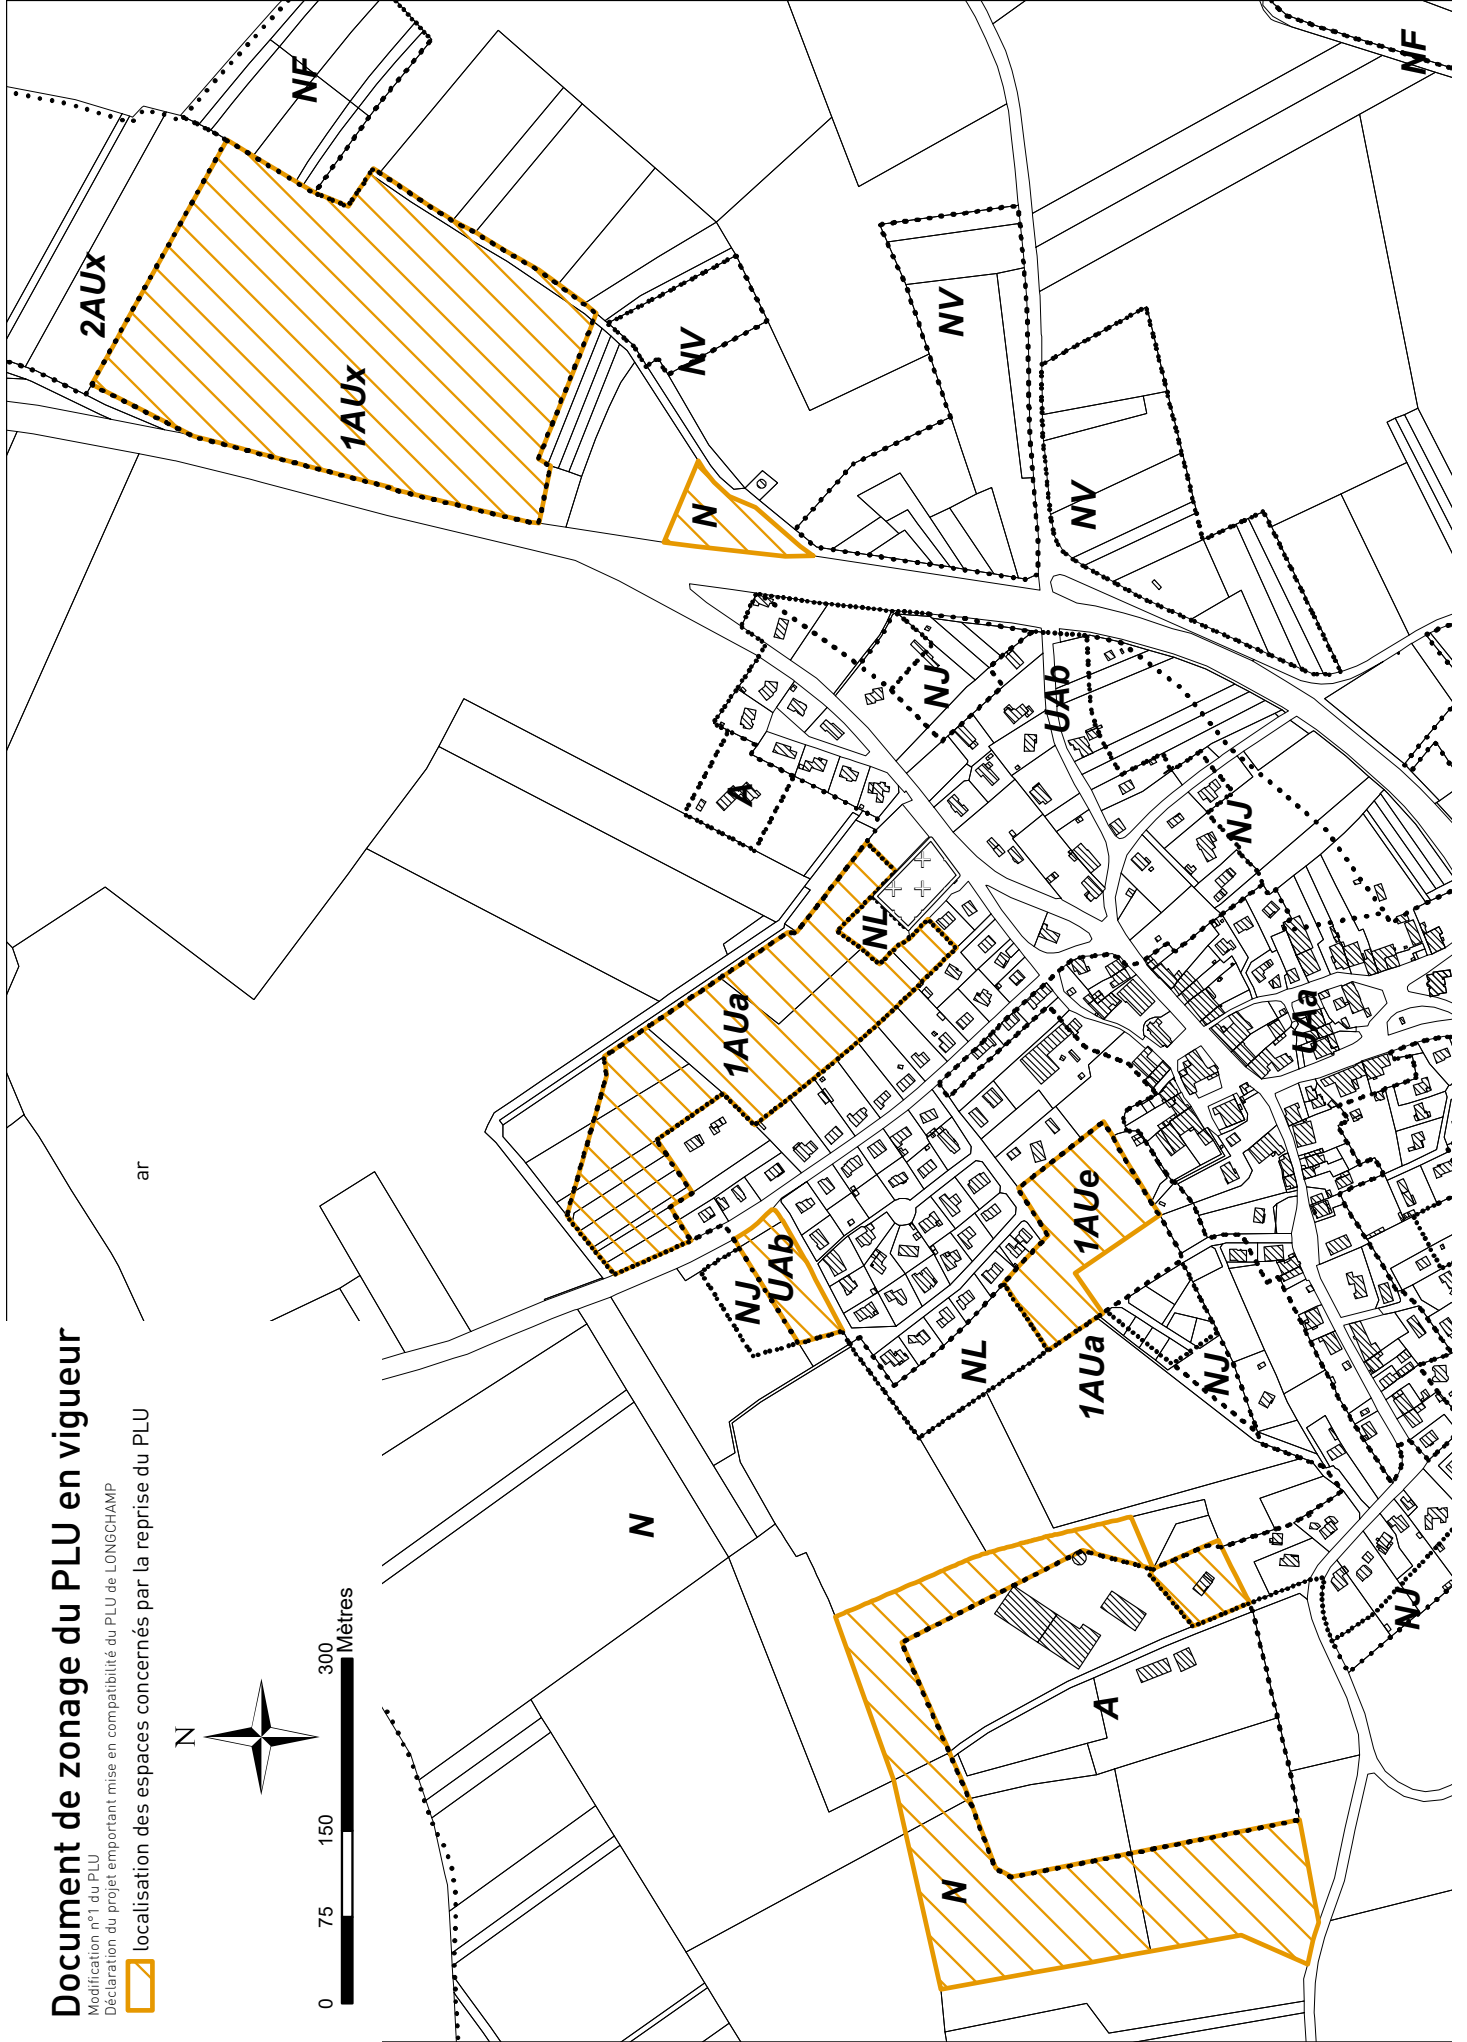 Document de zonage du PLU en vigueur
Modification n°1 du PLU
Déclaration du projet emportant mise en compatibilité du PLU de LONGCHAMP
localisation des espaces concernés par la reprise du PLU
N
0 75 150 300
Mètres
ar
N
N
A
NJ
NJ
UAb
NL
1AUa
NJ
1AUe
1AUa
NL
UAa
A
NJ
NJ
UAb
N
NV
NV
NV
1AUx
2AUx
NF
NF